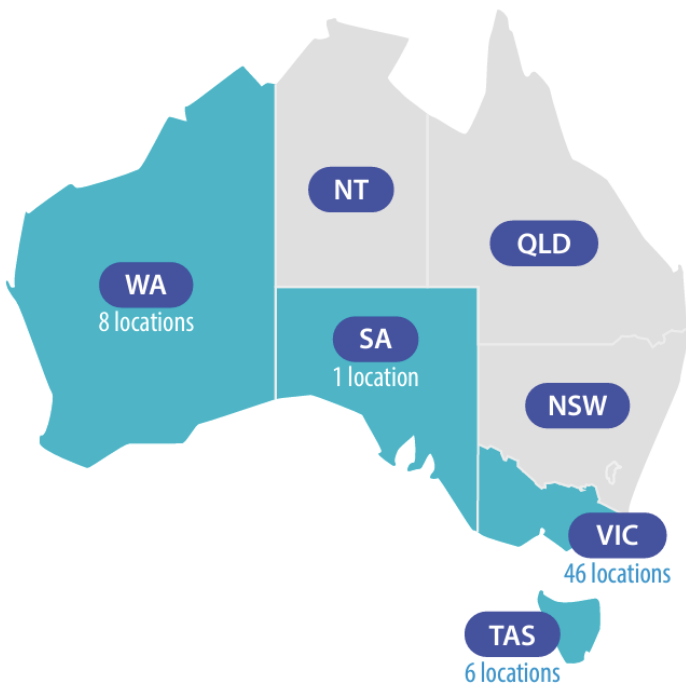 NT
QLD
WA
8 locations
SA
1 location
NSW
VIC
46 locations
TAS
6 locations